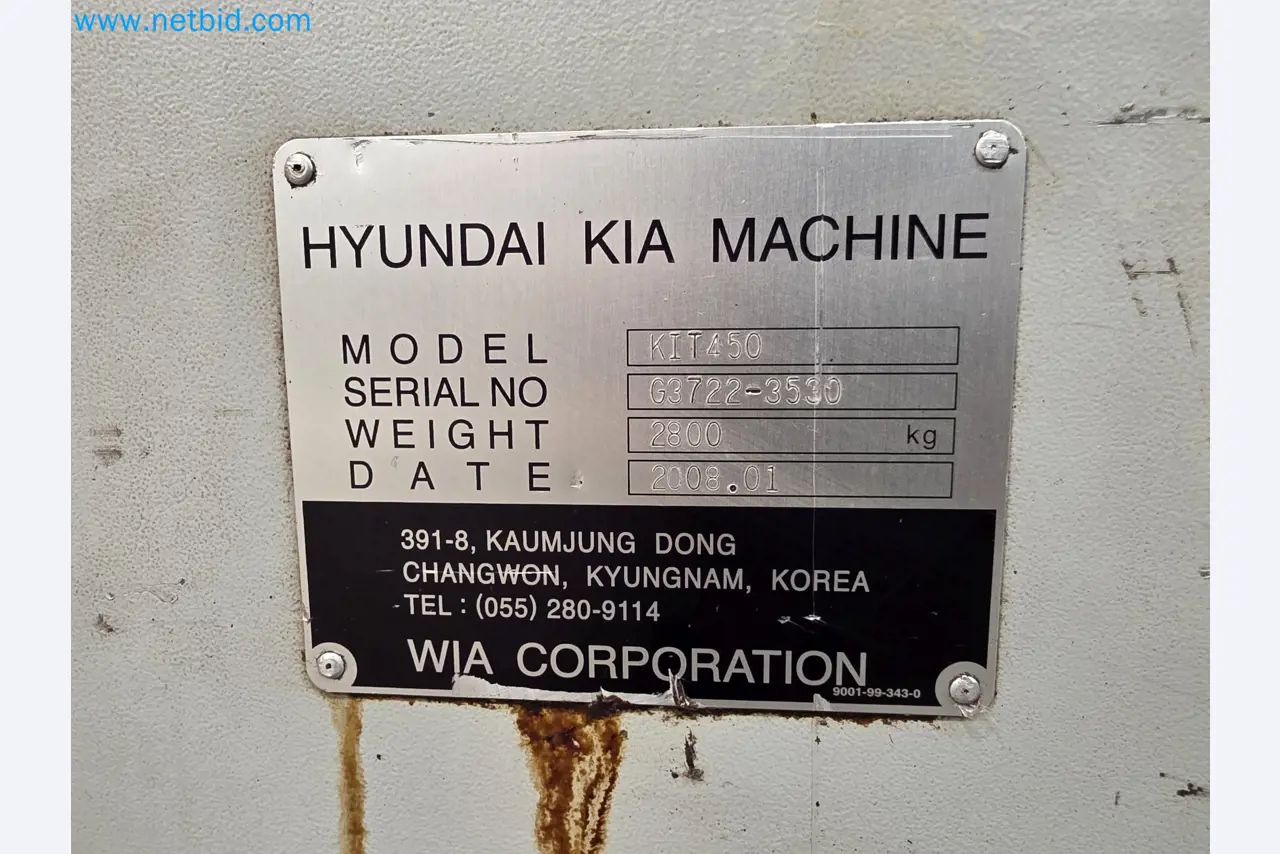 www.netbid.com
HYUNDAI KIA MACHINE
MODEL KIT450
SERIAL NO G3722-3530
WEIGHT 2800 kg
DATE 2008.01
391-8, KAUMJUNG DONG
CHANGWON, KYUNGNAM, KOREA
TEL : (055) 280-9114
WIA CORPORATION
9001-99-343-0